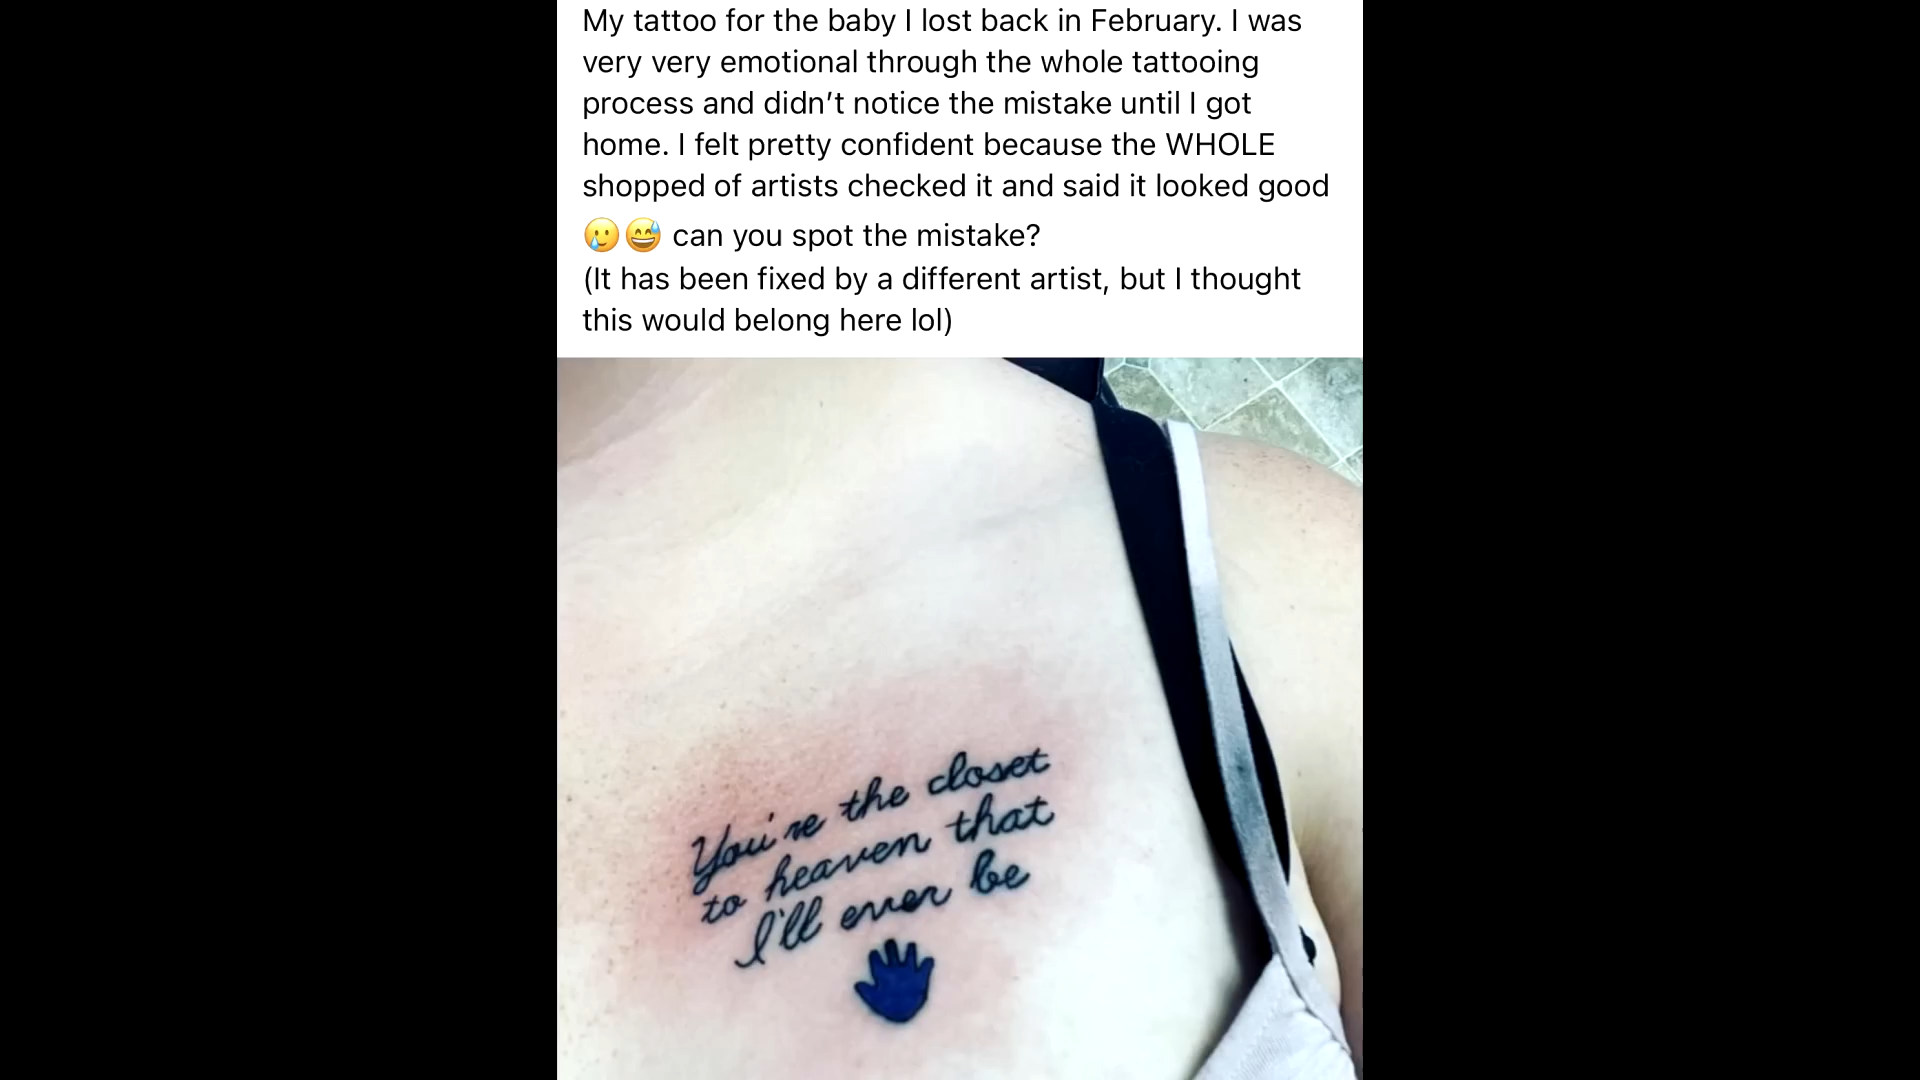 My tattoo for the baby I lost back in February. I was
very very emotional through the whole tattooing
process and didn’t notice the mistake until I got
home. I felt pretty confident because the WHOLE
shopped of artists checked it and said it looked good
🥲😅 can you spot the mistake?
(It has been fixed by a different artist, but I thought
this would belong here lol)
You're the closet
to heaven that
I'll ever be